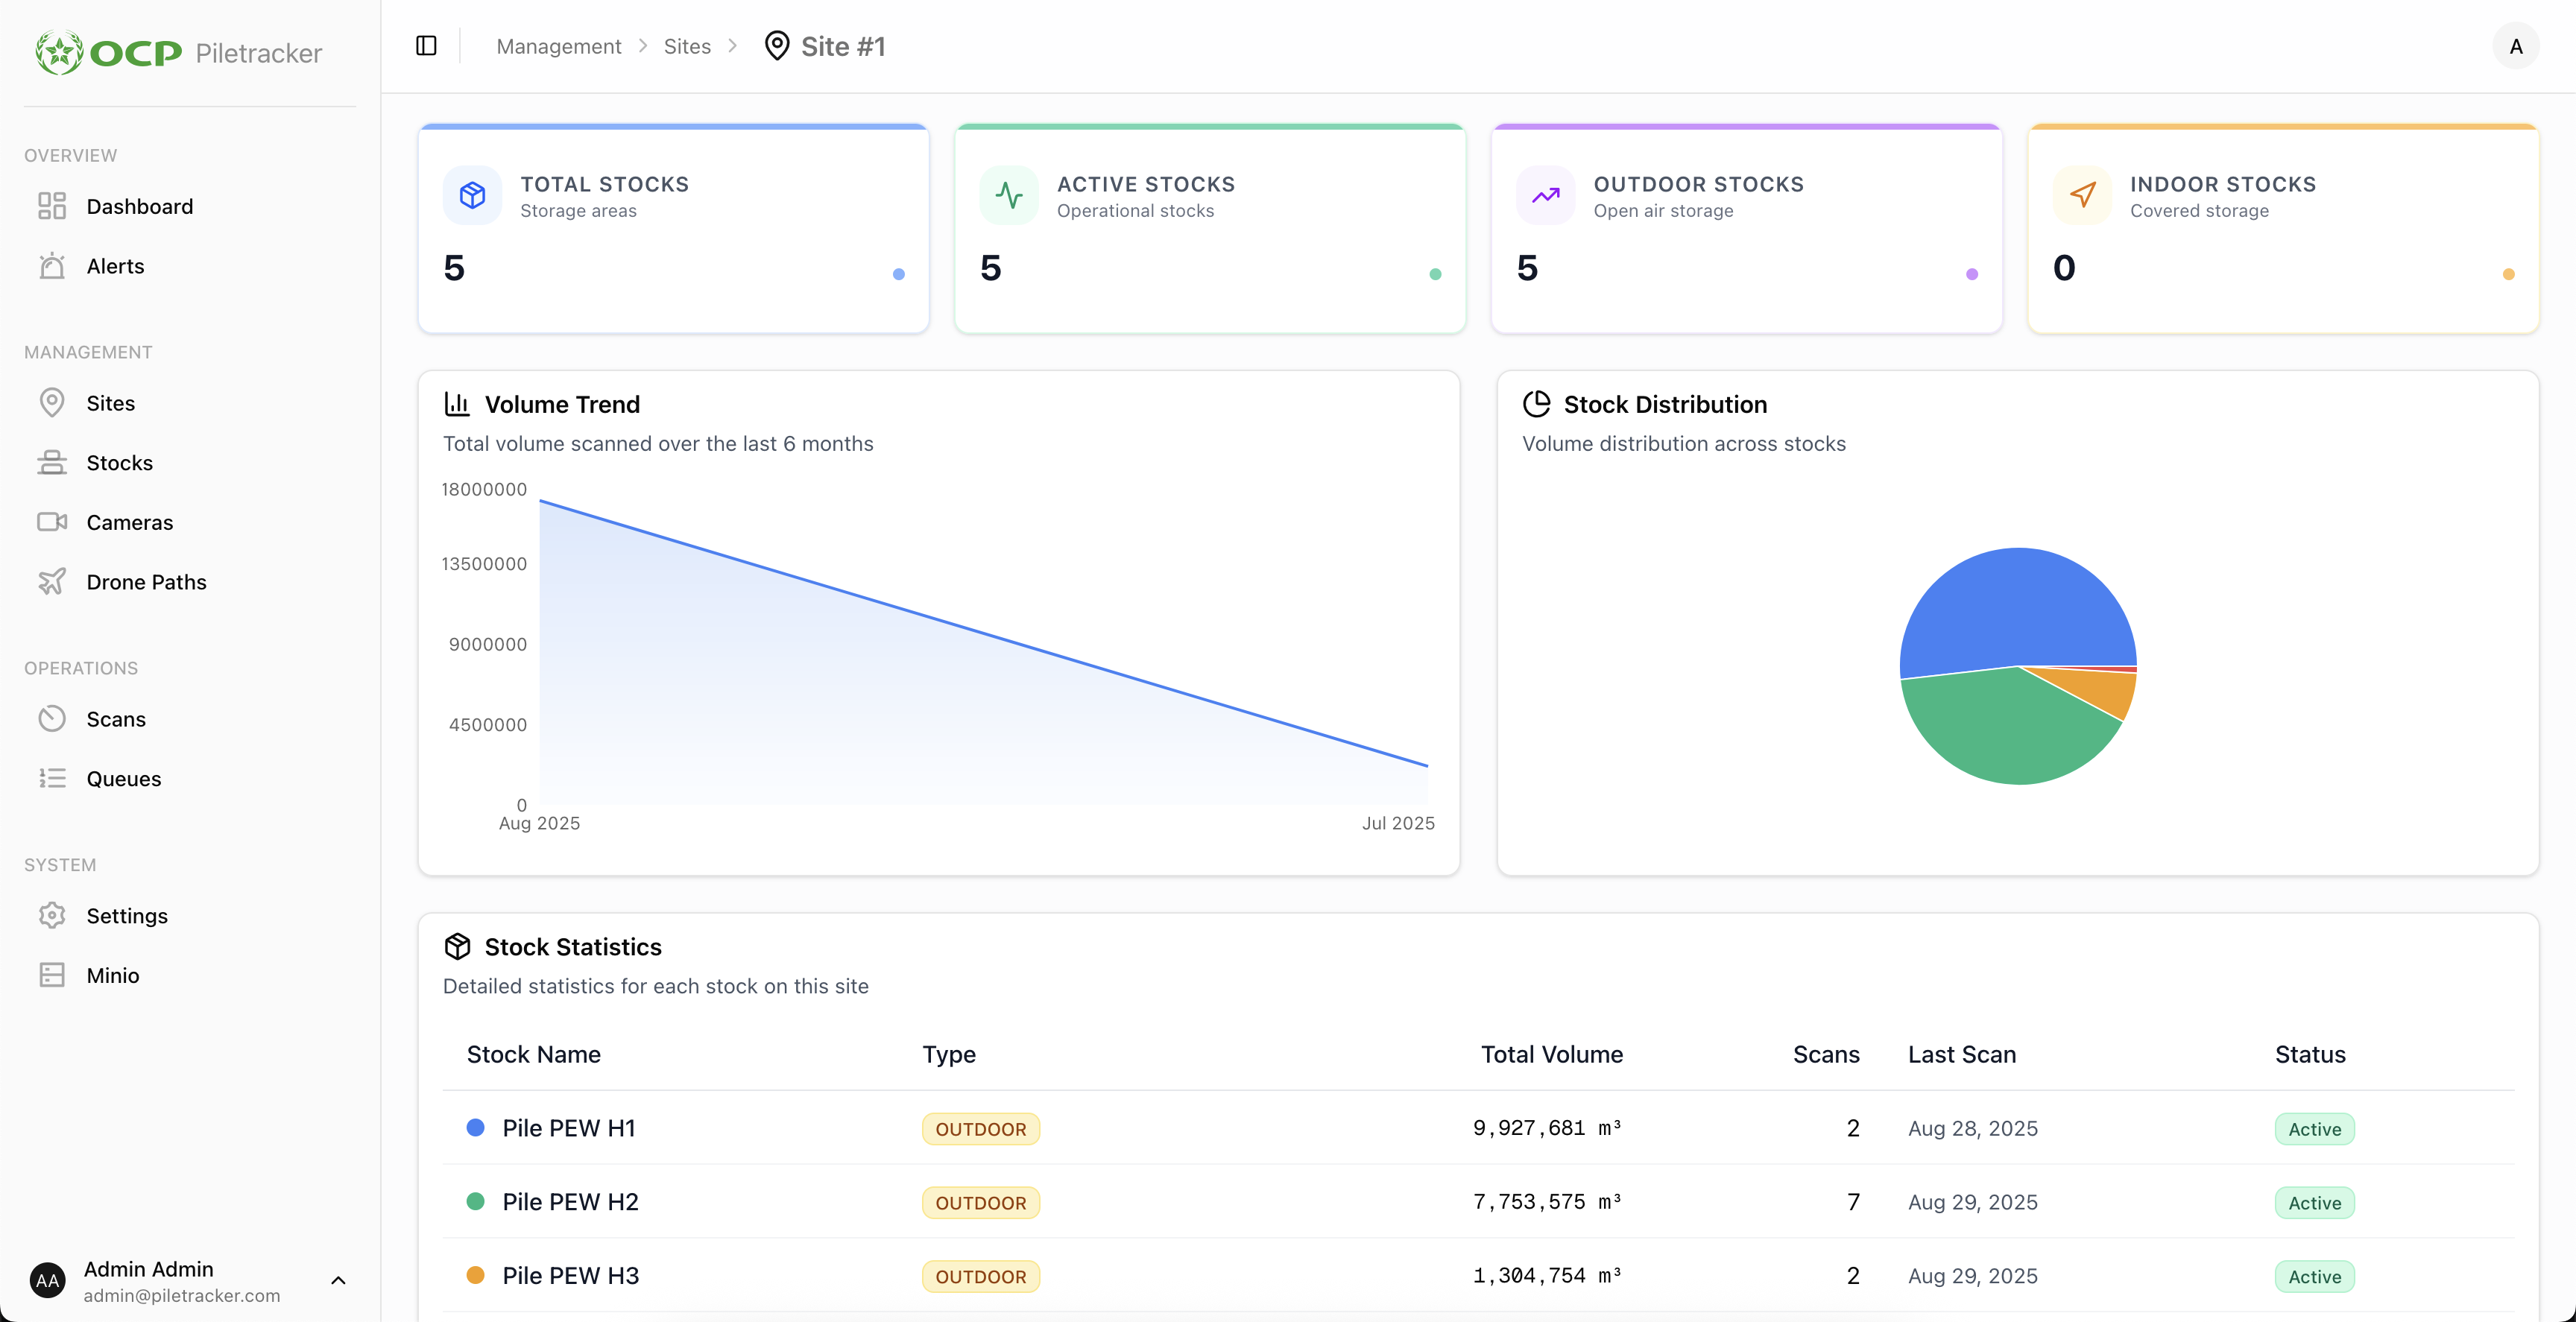 OCP Piletracker
OVERVIEW
Dashboard
Alerts
MANAGEMENT
Sites
Stocks
Cameras
Drone Paths
OPERATIONS
Scans
Queues
SYSTEM
Settings
Minio
AA
Admin Admin
admin@piletracker.com
Management
Sites
Site #1
A
TOTAL STOCKS
Storage areas
5
ACTIVE STOCKS
Operational stocks
5
OUTDOOR STOCKS
Open air storage
5
INDOOR STOCKS
Covered storage
0
Volume Trend
Total volume scanned over the last 6 months
18000000
13500000
9000000
4500000
0
Aug 2025 Jul 2025
Stock Distribution
Volume distribution across stocks
Stock Statistics
Detailed statistics for each stock on this site
Stock Name Type Total Volume Scans Last Scan Status
Pile PEW H1 OUTDOOR 9,927,681 m³ 2 Aug 28, 2025 Active
Pile PEW H2 OUTDOOR 7,753,575 m³ 7 Aug 29, 2025 Active
Pile PEW H3 OUTDOOR 1,304,754 m³ 2 Aug 29, 2025 Active